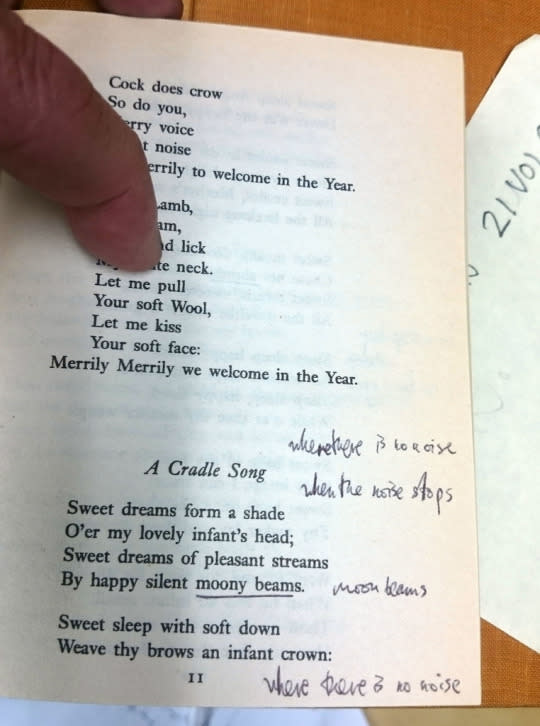 Cock does crow
So do you,
erry voice
t noise
errily to welcome in the Year.
amb,
am,
nd lick
te neck.
Let me pull
Your soft Wool,
Let me kiss
Your soft face:
Merrily Merrily we welcome in the Year.
where there is no noise
A Cradle Song
when the noise stops
Sweet dreams form a shade
O'er my lovely infant's head;
Sweet dreams of pleasant streams
By happy silent moony beams. moon beams
Sweet sleep with soft down
Weave thy brows an infant crown:
11
where there is no noise
21